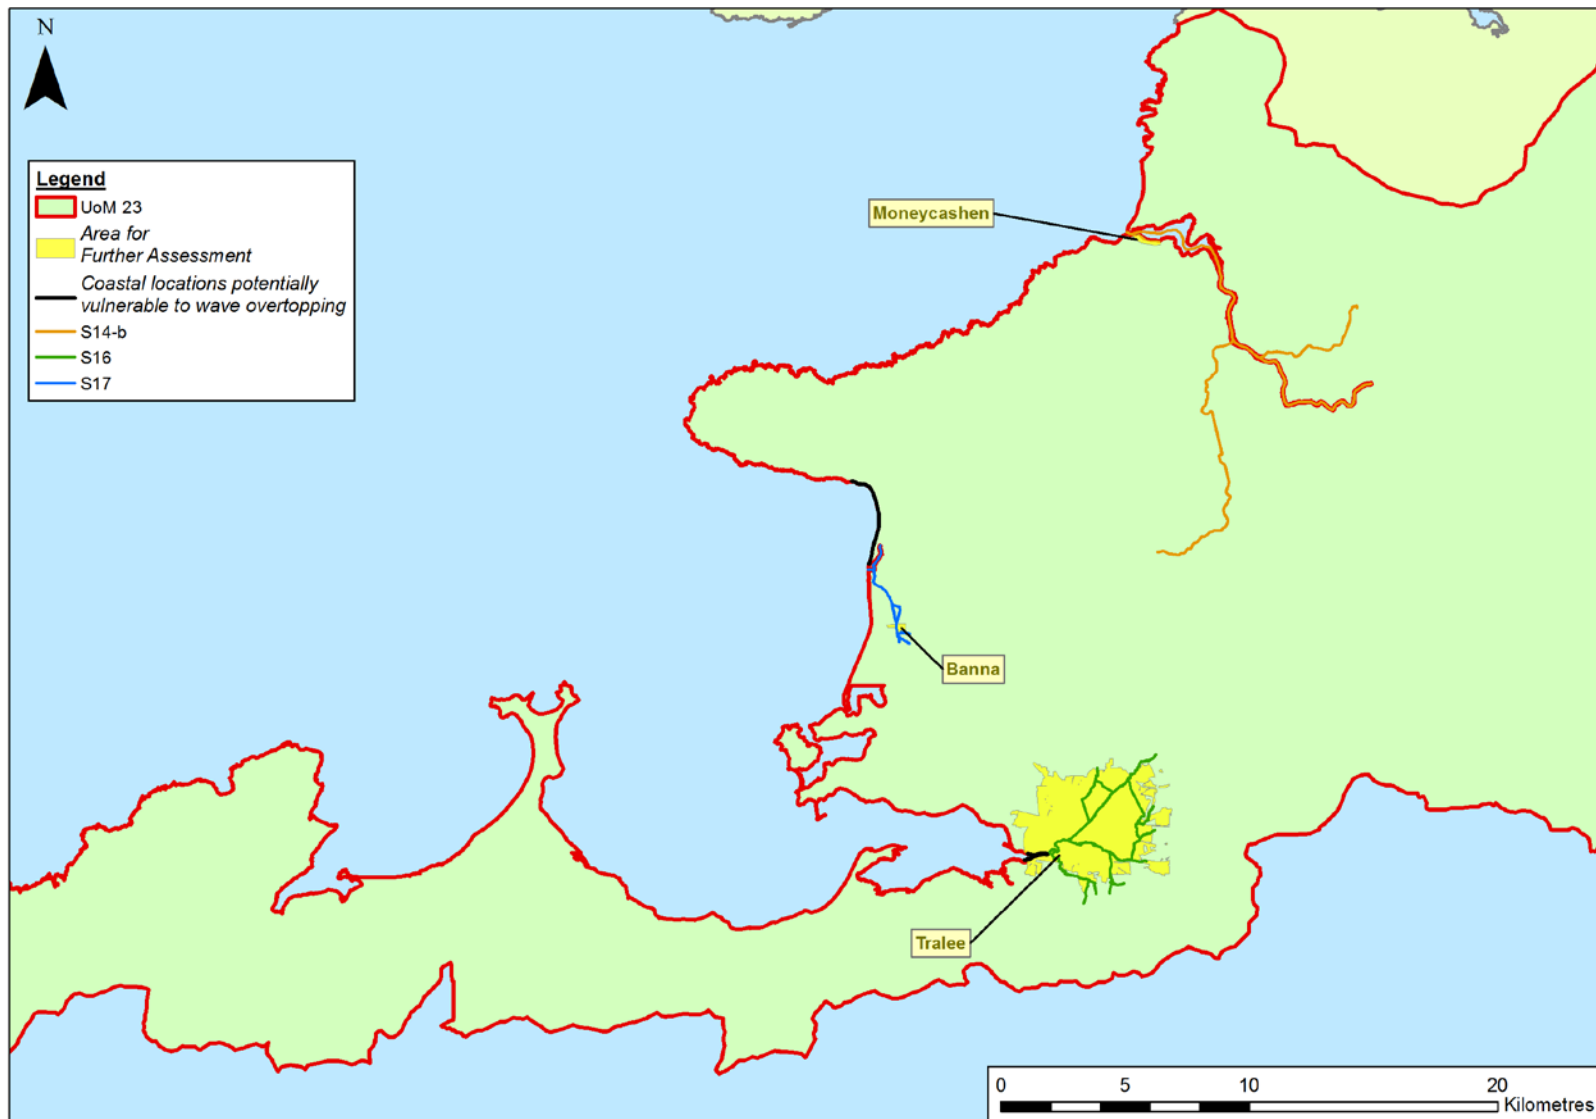 N
Legend
UoM 23
Area for
Further Assessment
Coastal locations potentially
vulnerable to wave overtopping
S14-b
S16
S17
Moneycashen
Banna
Tralee
0 5 10 20
Kilometres